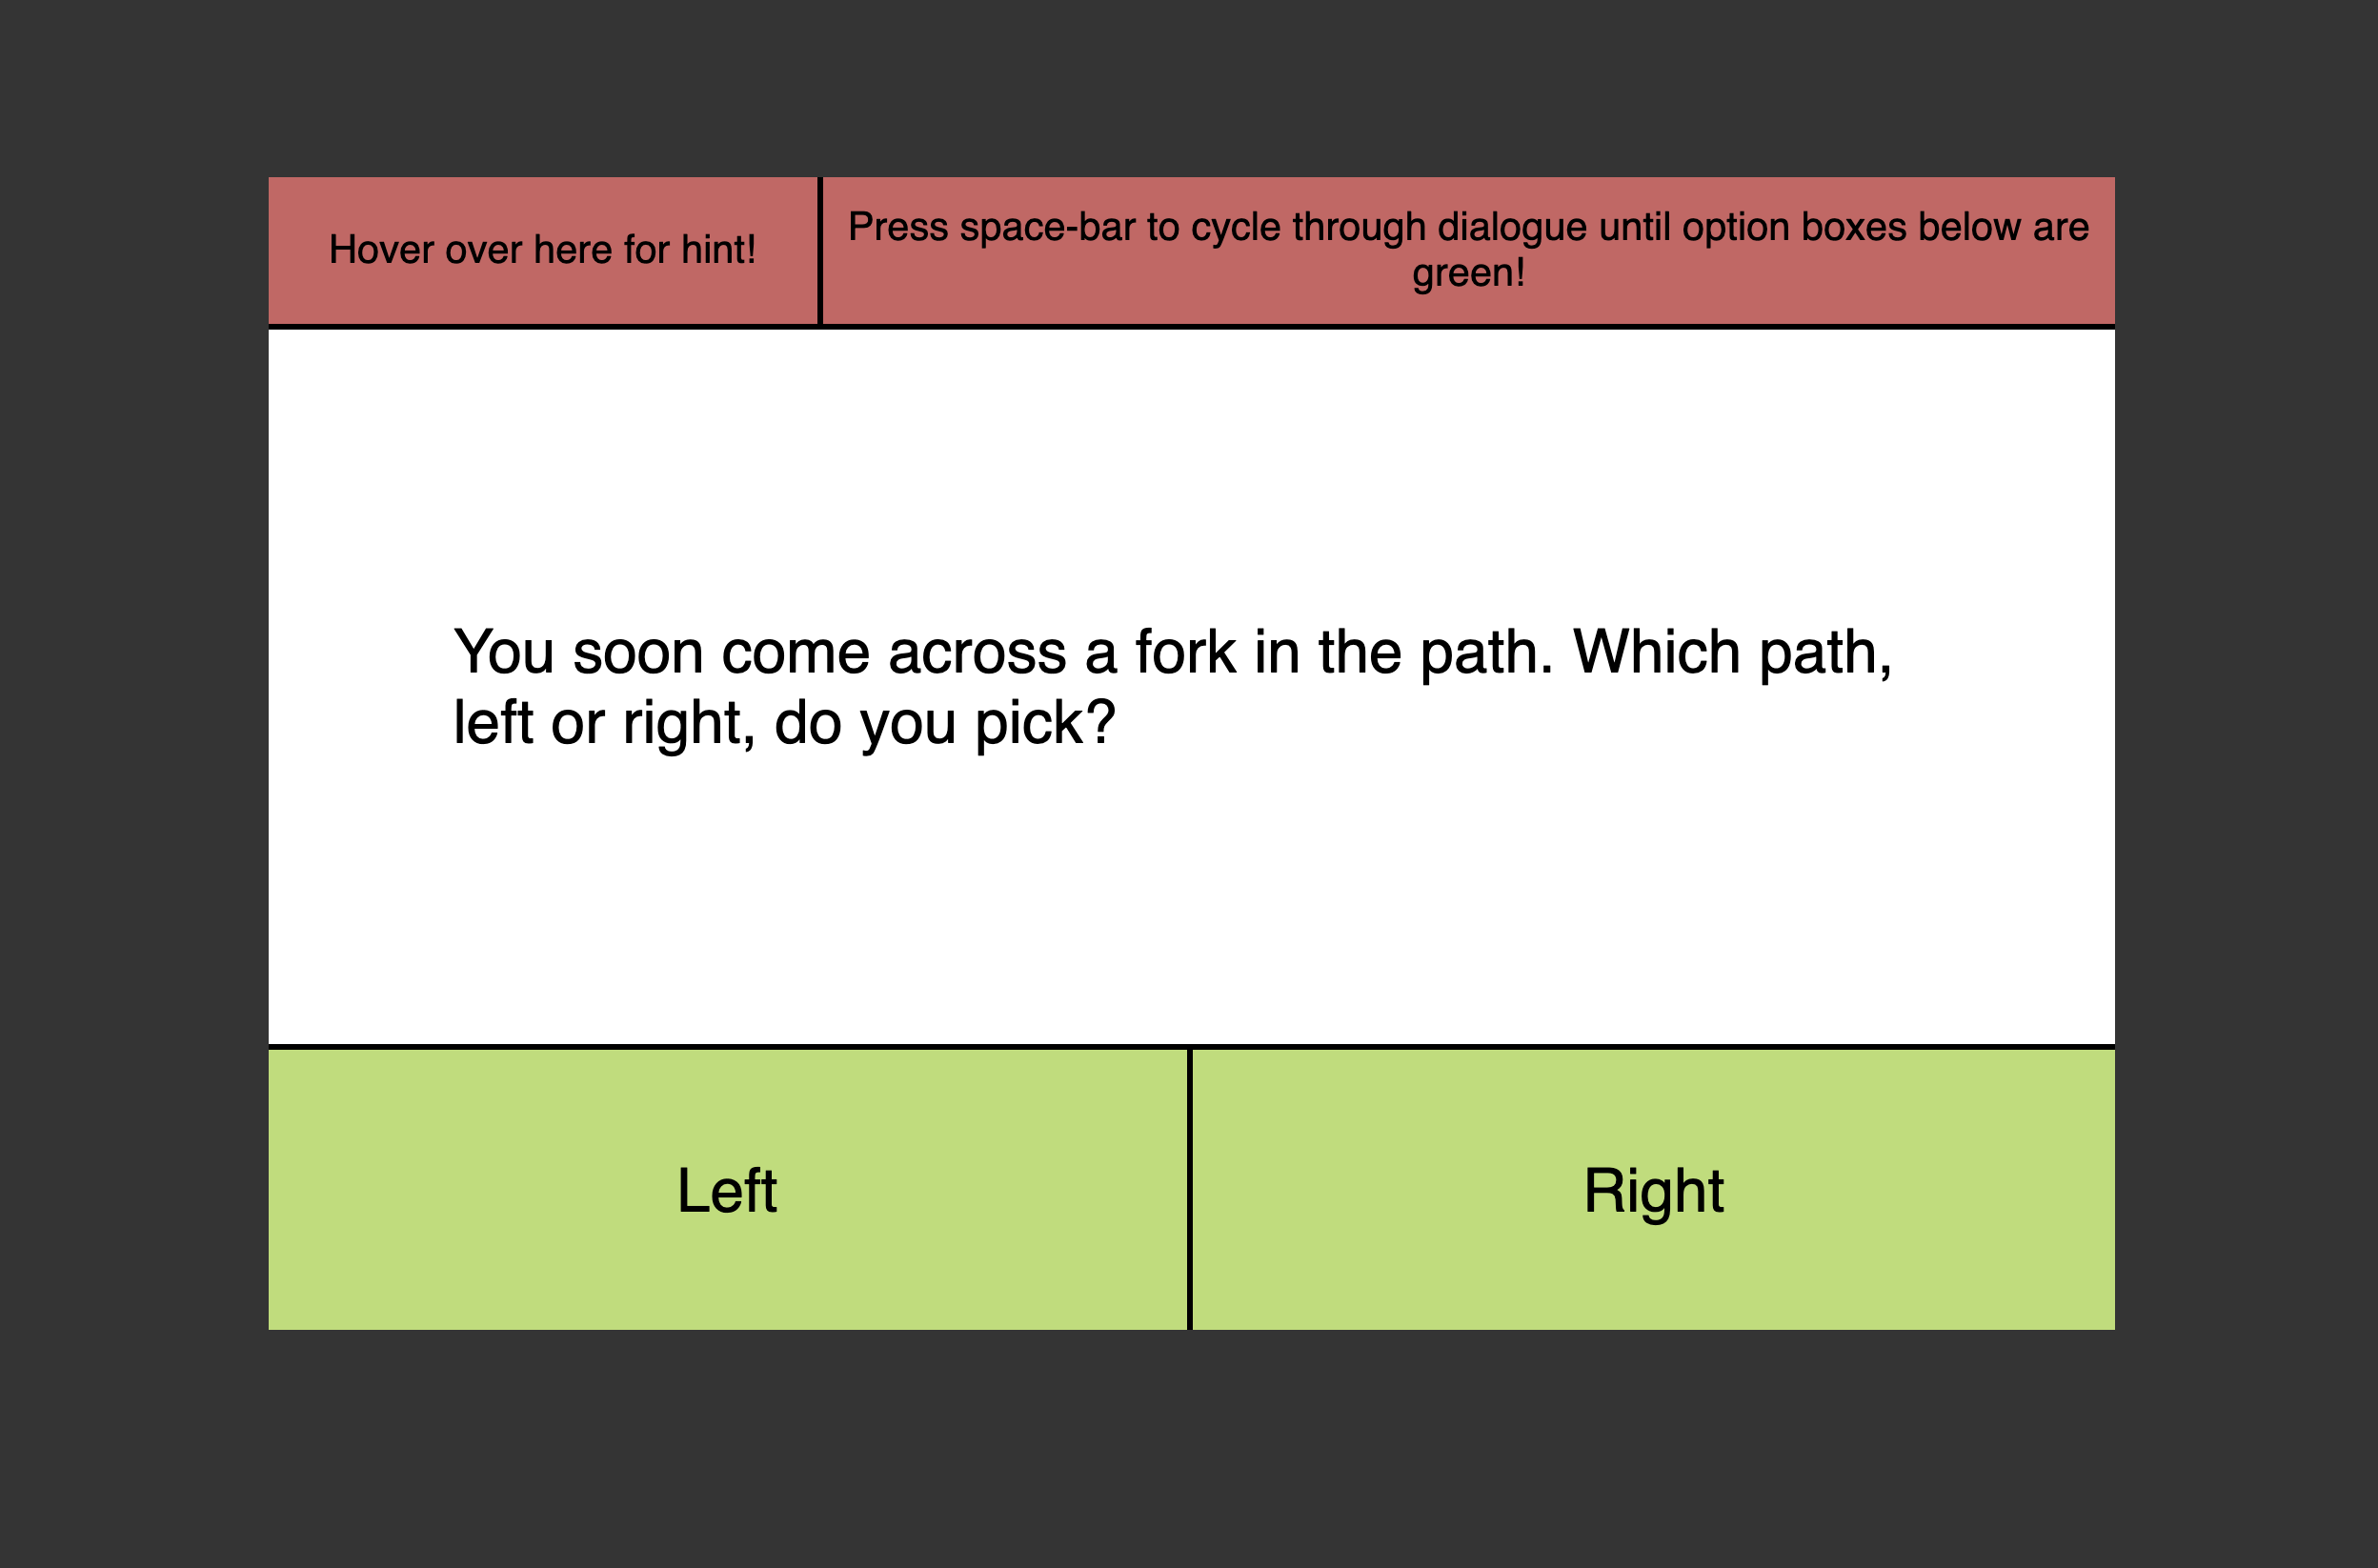 Hover over here for hint!
Press space-bar to cycle through dialogue until option boxes below are
green!
You soon come across a fork in the path. Which path,
left or right, do you pick?
Left
Right